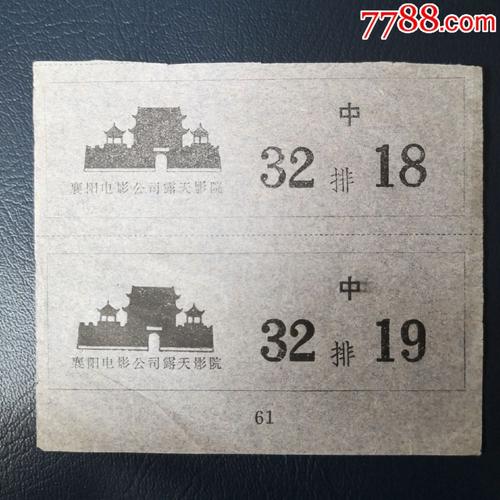 7788.com
中
32 排 18
襄阳电影公司露天影院
中
32 排 19
襄阳电影公司露天影院
61